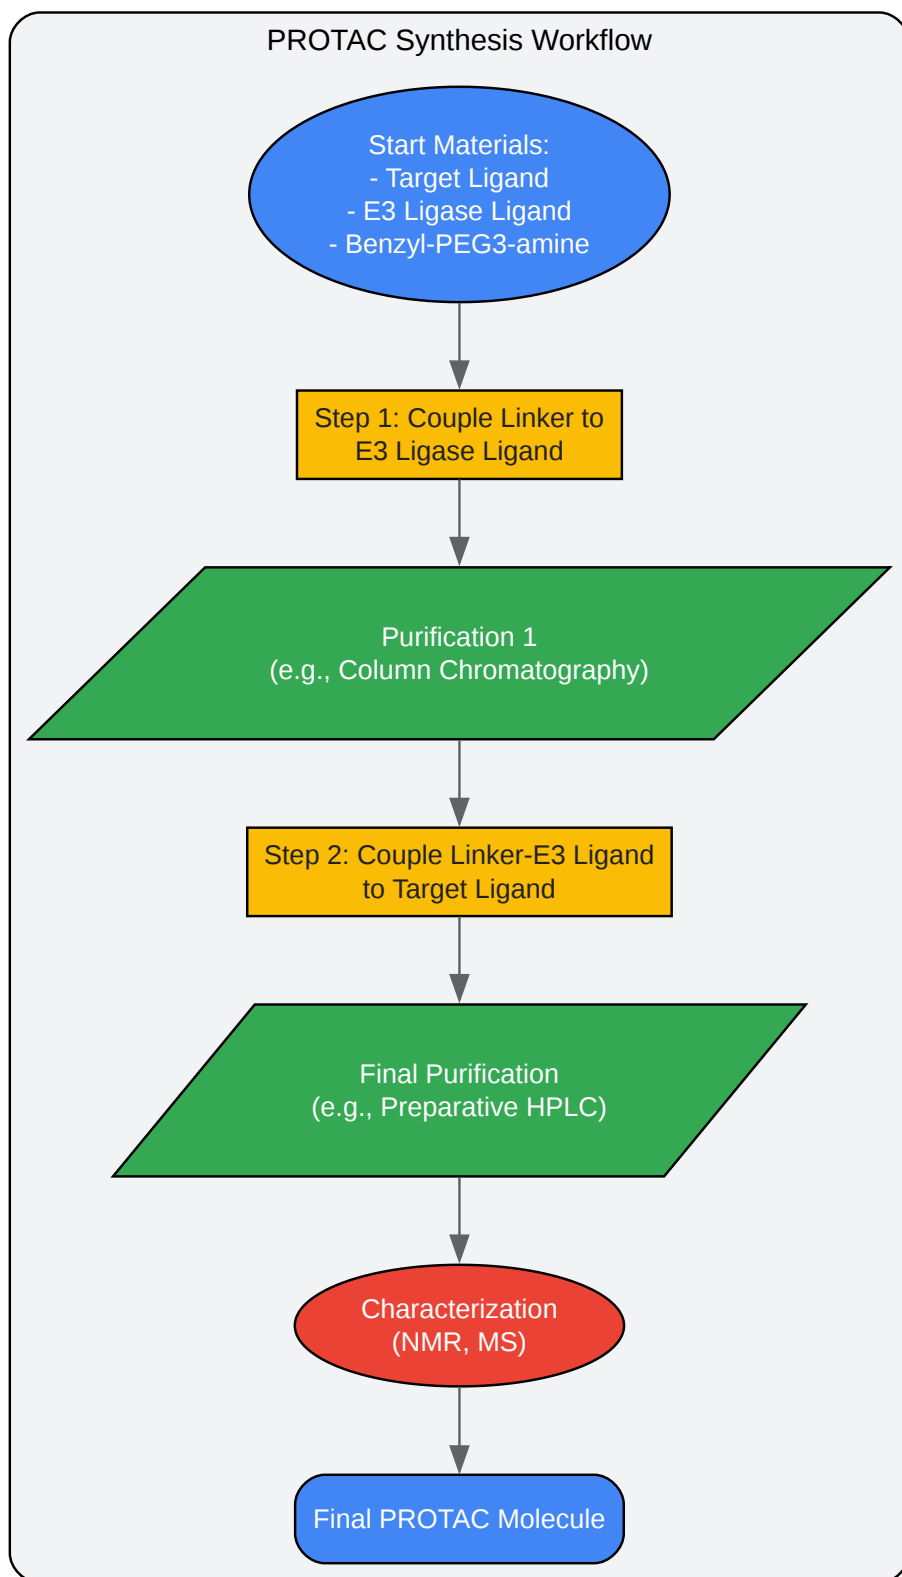 PROTAC Synthesis Workflow
Start Materials:
- Target Ligand
- E3 Ligase Ligand
- Benzyl-PEG3-amine
Step 1: Couple Linker to
E3 Ligase Ligand
Purification 1
(e.g., Column Chromatography)
Step 2: Couple Linker-E3 Ligand
to Target Ligand
Final Purification
(e.g., Preparative HPLC)
Characterization
(NMR, MS)
Final PROTAC Molecule